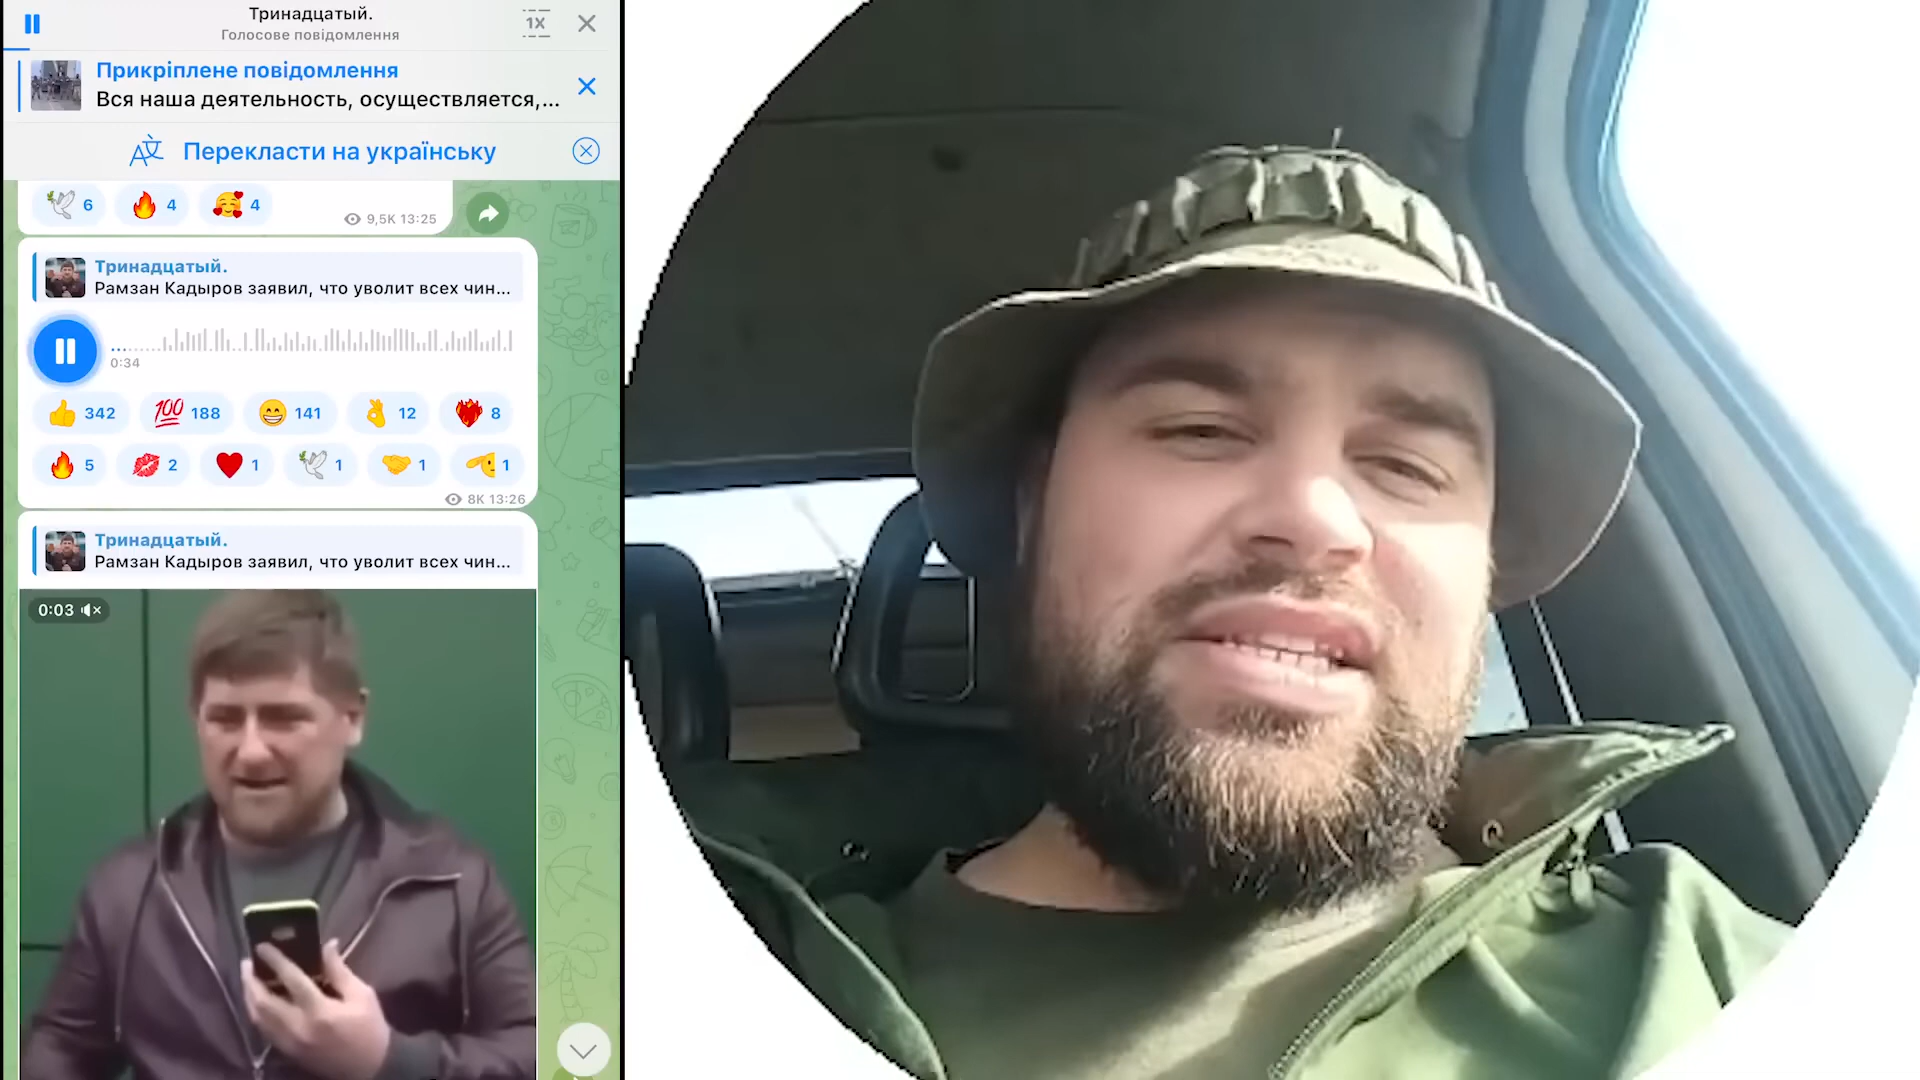 Тринадцатый.
Голосове повідомлення
1X
Прикріплене повідомлення
Вся наша деятельность, осуществляется,...
Перекласти на українську
6 4 4
9,5K 13:25
Тринадцатый.
Рамзан Кадыров заявил, что уволит всех чин...
0:34
342 188 141 12 8
5 2 1 1 1 1
8K 13:26
Тринадцатый.
Рамзан Кадыров заявил, что уволит всех чин...
0:03